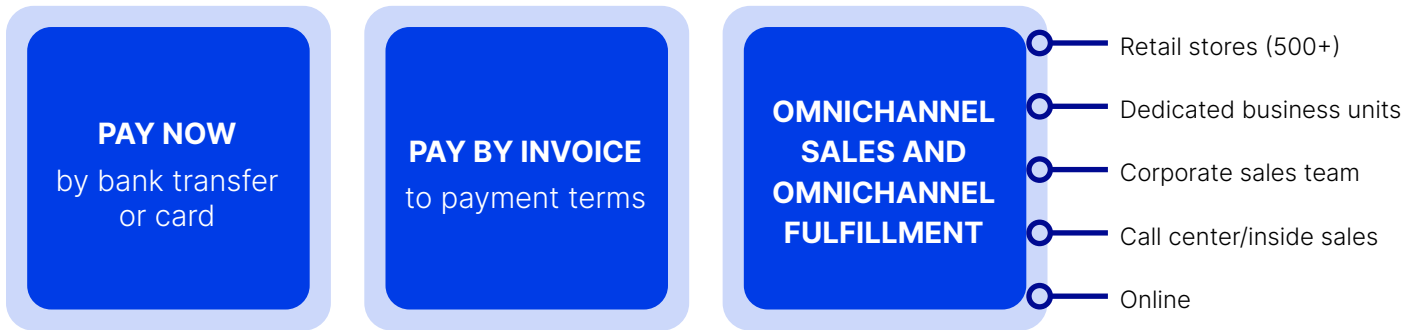 PAY NOW
by bank transfer
or card
PAY BY INVOICE
to payment terms
OMNICHANNEL
SALES AND
OMNICHANNEL
FULFILLMENT
Retail stores (500+)
Dedicated business units
Corporate sales team
Call center/inside sales
Online